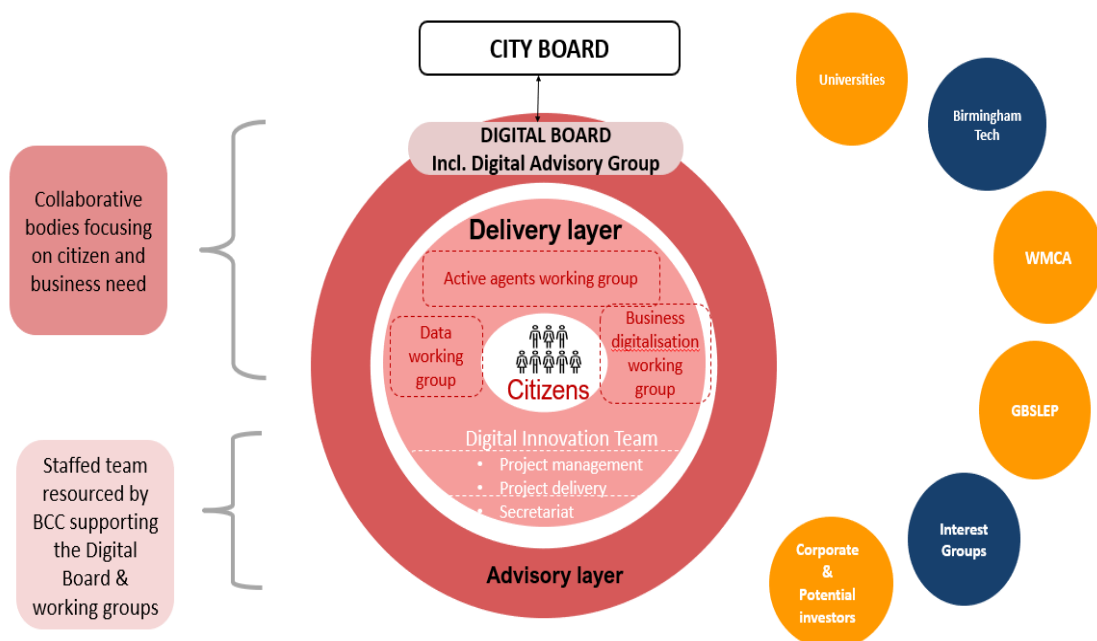 CITY BOARD
DIGITAL BOARD
Incl. Digital Advisory Group
Collaborative
bodies focusing
on citizen and
business need
Delivery layer
Active agents working group
Data
working
group
Business
digitalisation
working
group
Citizens
Digital Innovation Team
• Project management
• Project delivery
• Secretariat
Staffed team
resourced by
BCC supporting
the Digital
Board &
working groups
Advisory layer
Universities
Birmingham
Tech
WMCA
GBSLEP
Interest
Groups
Corporate
&
Potential
investors